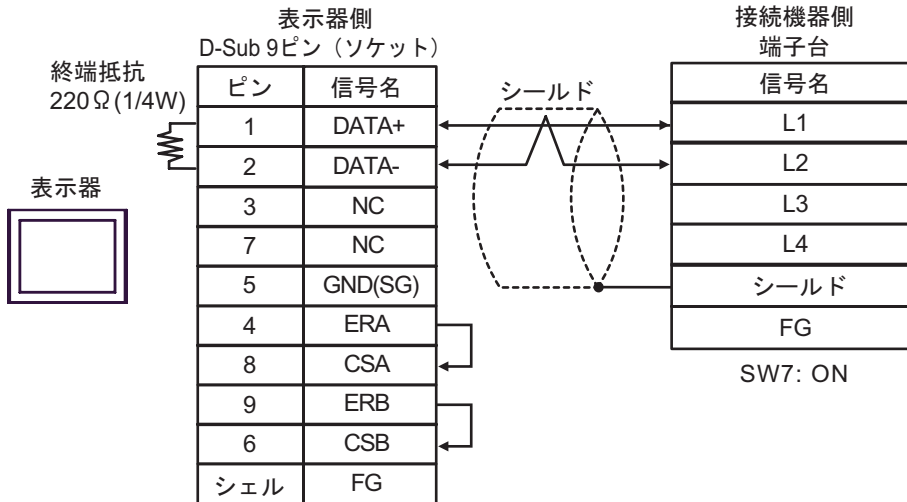 表示器側
D-Sub 9ピン（ソケット）
接続機器側
端子台
終端抵抗
220Ω(1/4W)
表示器
ピン 信号名
1 DATA+
2 DATA-
3 NC
7 NC
5 GND(SG)
4 ERA
8 CSA
9 ERB
6 CSB
シェル FG
シールド
信号名
L1
L2
L3
L4
シールド
FG
SW7: ON